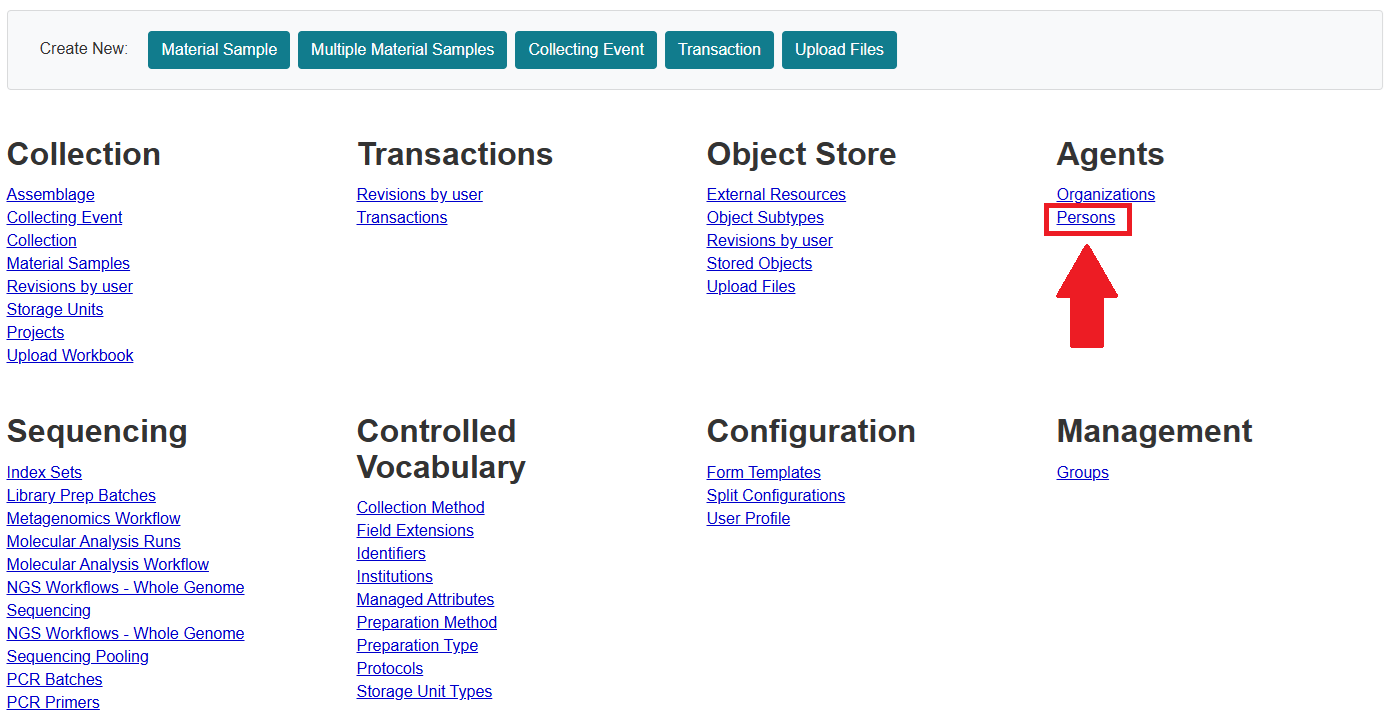 Create New: Material Sample Multiple Material Samples Collecting Event Transaction Upload Files
Collection
Assemblage
Collecting Event
Collection
Material Samples
Revisions by user
Storage Units
Projects
Upload Workbook
Transactions
Revisions by user
Transactions
Object Store
External Resources
Object Subtypes
Revisions by user
Stored Objects
Upload Files
Agents
Organizations
Persons
Sequencing
Index Sets
Library Prep Batches
Metagenomics Workflow
Molecular Analysis Runs
Molecular Analysis Workflow
NGS Workflows - Whole Genome
Sequencing
NGS Workflows - Whole Genome
Sequencing Pooling
PCR Batches
PCR Primers
Controlled
Vocabulary
Collection Method
Field Extensions
Identifiers
Institutions
Managed Attributes
Preparation Method
Preparation Type
Protocols
Storage Unit Types
Configuration
Form Templates
Split Configurations
User Profile
Management
Groups